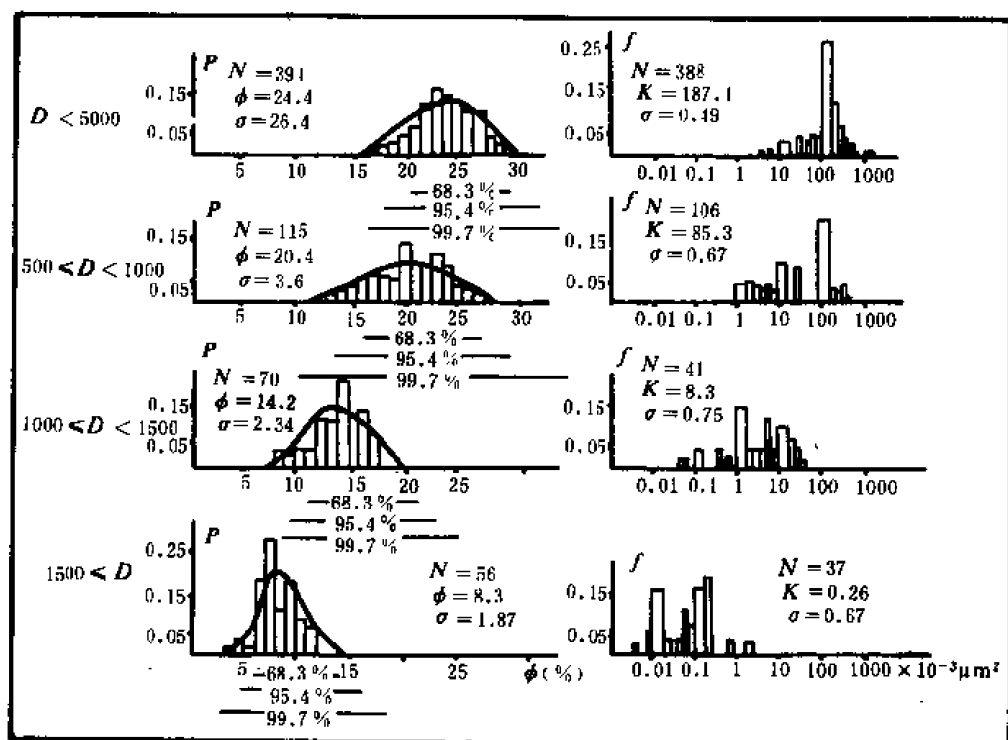 D < 5000
P
N = 391
φ = 24.4
σ = 26.4
0.15
0.05
5 10 15 20 25 30
68.3 %
95.4 %
99.7 %
f
N = 388
K = 187.1
σ = 0.49
0.25
0.15
0.05
0.01 0.1 1 10 100 1000
500 ≤ D < 1000
P
N = 115
φ = 20.4
σ = 3.6
0.15
0.05
5 10 15 20 25 30
68.3 %
95.4 %
99.7 %
f
N = 106
K = 85.3
σ = 0.67
0.15
0.05
0.01 0.1 1 10 100 1000
1000 ≤ D < 1500
P
N = 70
φ = 14.2
σ = 2.34
0.15
0.05
5 10 15 20 25
68.3 %
95.4 %
99.7 %
f
N = 41
K = 8.3
σ = 0.75
0.15
0.05
0.01 0.1 1 10 100 1000
1500 ≤ D
P
N = 56
φ = 8.3
σ = 1.87
0.25
0.15
0.05
5 15 25 φ(%)
68.3 %
95.4 %
99.7 %
f
N = 37
K = 0.26
σ = 0.67
0.15
0.05
0.01 0.1 1 10 100 1000 ×10⁻³μm²